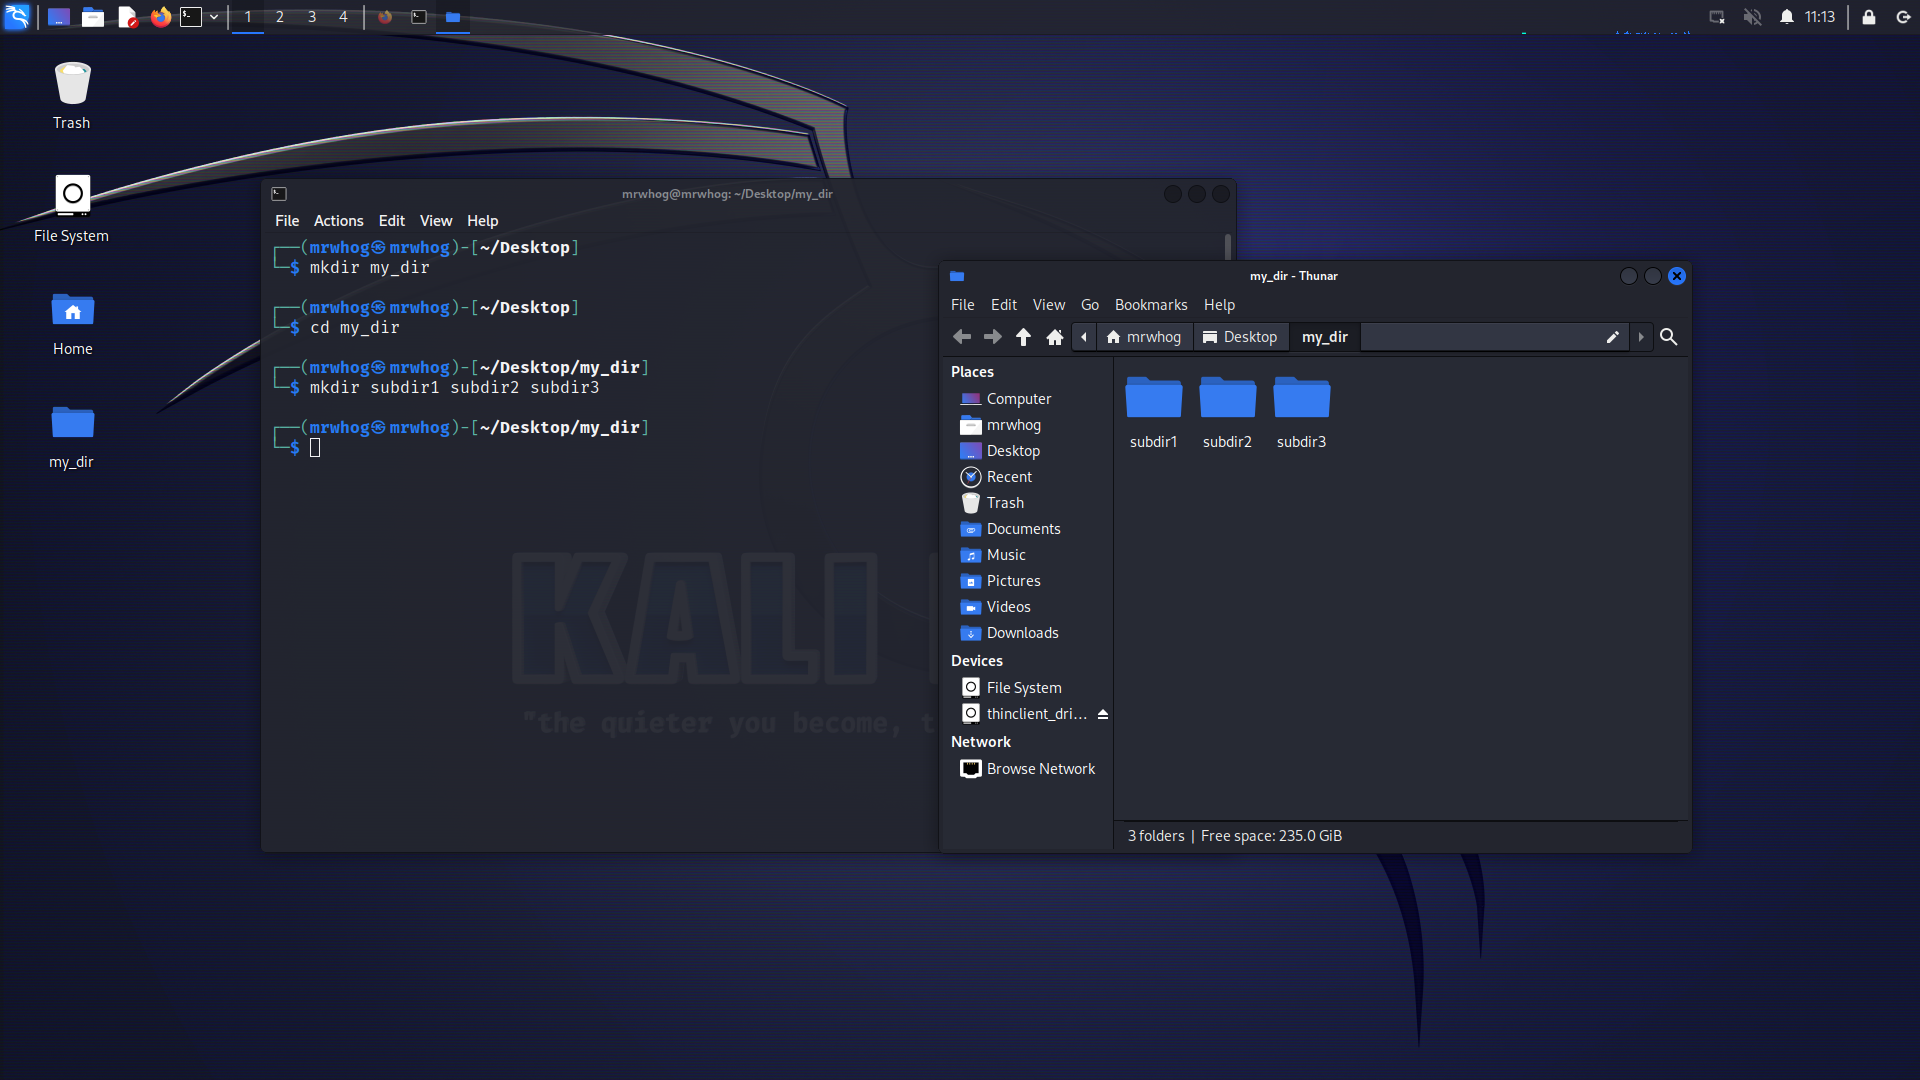 1 2 3 4
11:13
Trash
File System
Home
my_dir
mrwhog@mrwhog: ~/Desktop/my_dir
File Actions Edit View Help
┌──(mrwhog㉿mrwhog)-[~/Desktop]
└─$ mkdir my_dir
┌──(mrwhog㉿mrwhog)-[~/Desktop]
└─$ cd my_dir
┌──(mrwhog㉿mrwhog)-[~/Desktop/my_dir]
└─$ mkdir subdir1 subdir2 subdir3
┌──(mrwhog㉿mrwhog)-[~/Desktop/my_dir]
└─$
KALI
"the quieter you become, t
my_dir - Thunar
File Edit View Go Bookmarks Help
mrwhog Desktop my_dir
Places
Computer
mrwhog
Desktop
Recent
Trash
Documents
Music
Pictures
Videos
Downloads
Devices
File System
thinclient_dri...
Network
Browse Network
subdir1 subdir2 subdir3
3 folders | Free space: 235.0 GiB